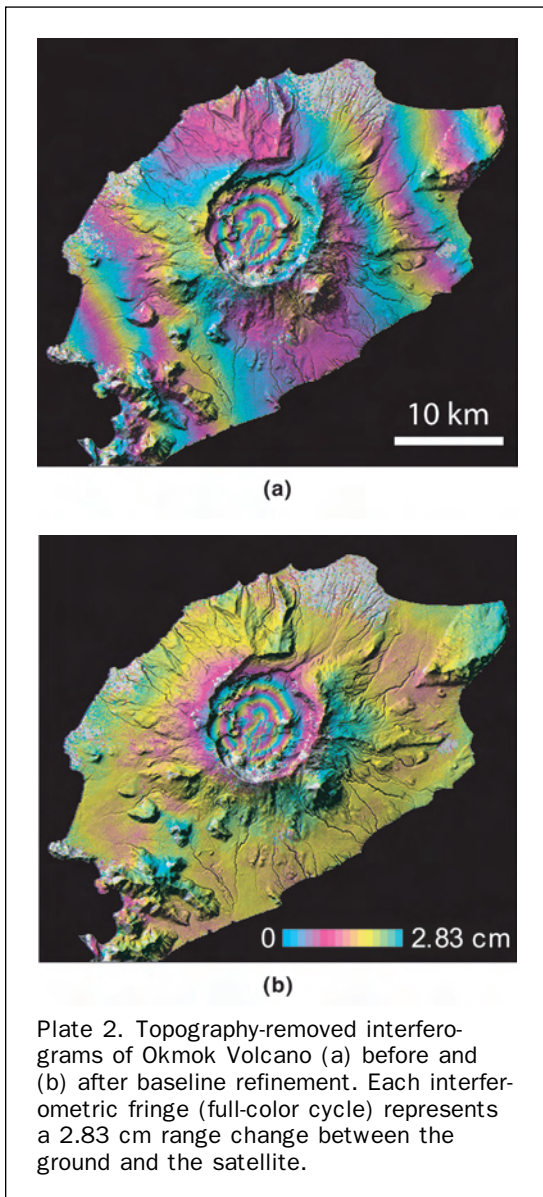 10 km
(a)
0 2.83 cm
(b)
Plate 2. Topography-removed interfero-
grams of Okmok Volcano (a) before and
(b) after baseline refinement. Each interfer-
ometric fringe (full-color cycle) represents
a 2.83 cm range change between the
ground and the satellite.